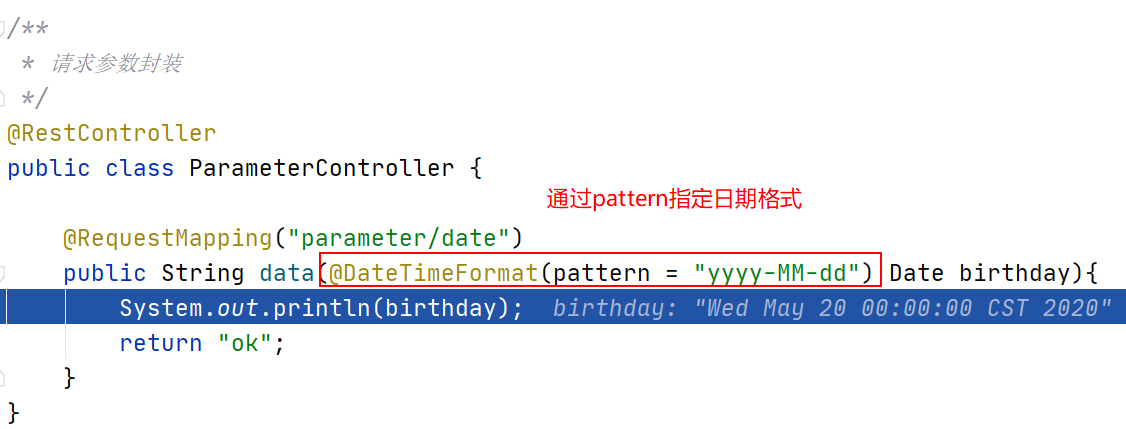 /**
 * 请求参数封装
 */
@RestController
public class ParameterController {
通过pattern指定日期格式
@RequestMapping("parameter/date")
public String data(@DateTimeFormat(pattern = "yyyy-MM-dd") Date birthday){
System.out.println(birthday);  birthday: "Wed May 20 00:00:00 CST 2020"
return "ok";
}
}